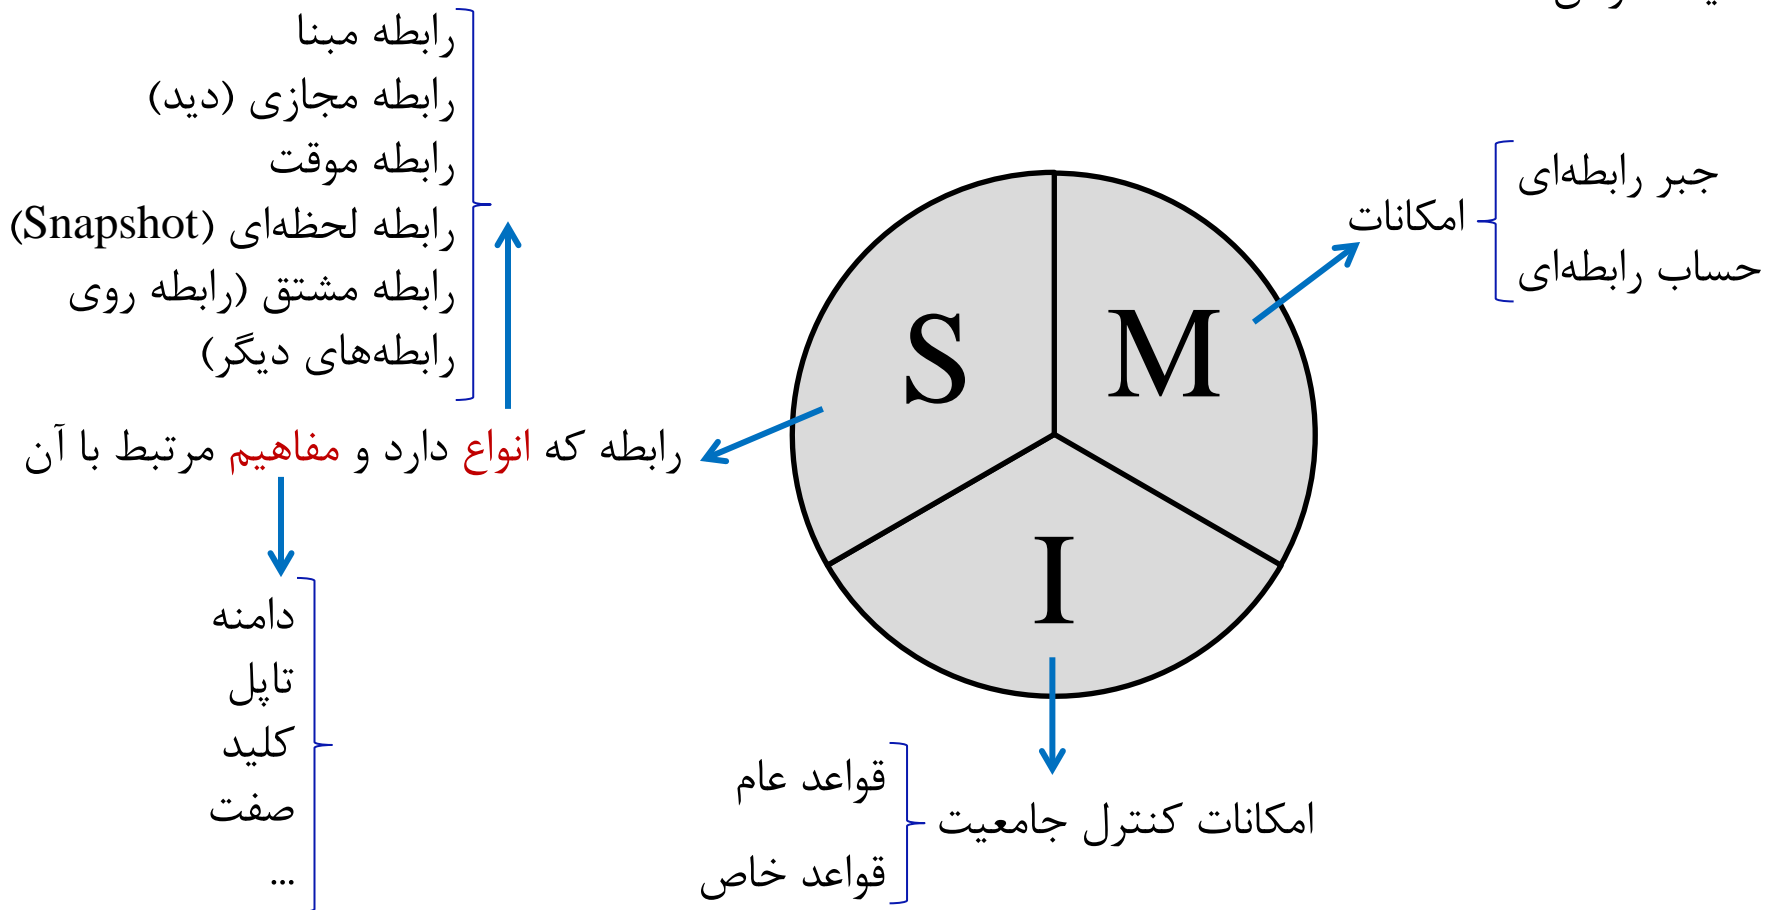 رابطه مبنا
رابطه مجازی (دید)
رابطه موقت
رابطه لحظه‌ای (Snapshot)
رابطه مشتق (رابطه روی
رابطه‌های دیگر)
جبر رابطه‌ای
امکانات
حساب رابطه‌ای
S
M
I
رابطه که انواع دارد و مفاهیم مرتبط با آن
دامنه
تاپل
کلید
صفت
...
امکانات کنترل جامعیت
قواعد عام
قواعد خاص